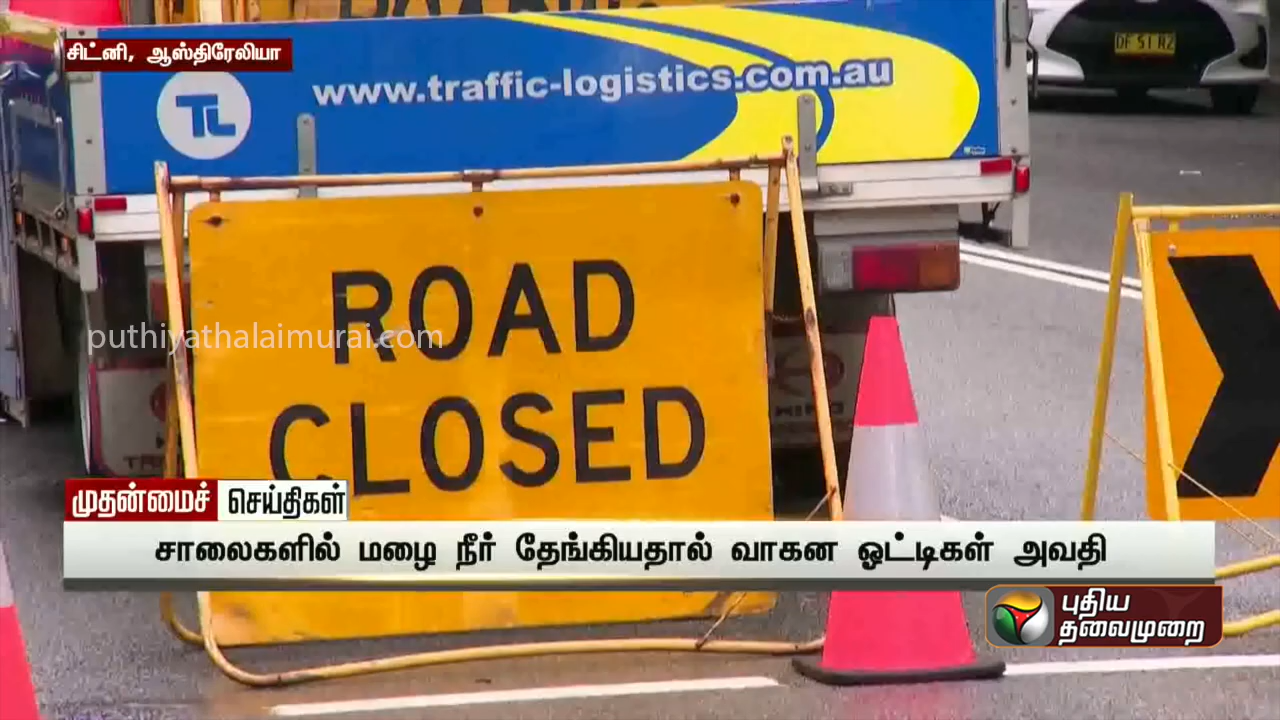 சிட்னி, ஆஸ்திரேலியா
DF 51 RZ
TL
www.traffic-logistics.com.au
ROAD
puthiyathalaimurai.com
CLOSED
முதன்மைச் செய்திகள்
சாலைகளில் மழை நீர் தேங்கியதால் வாகன ஓட்டிகள் அவதி
புதிய
தலைமுறை